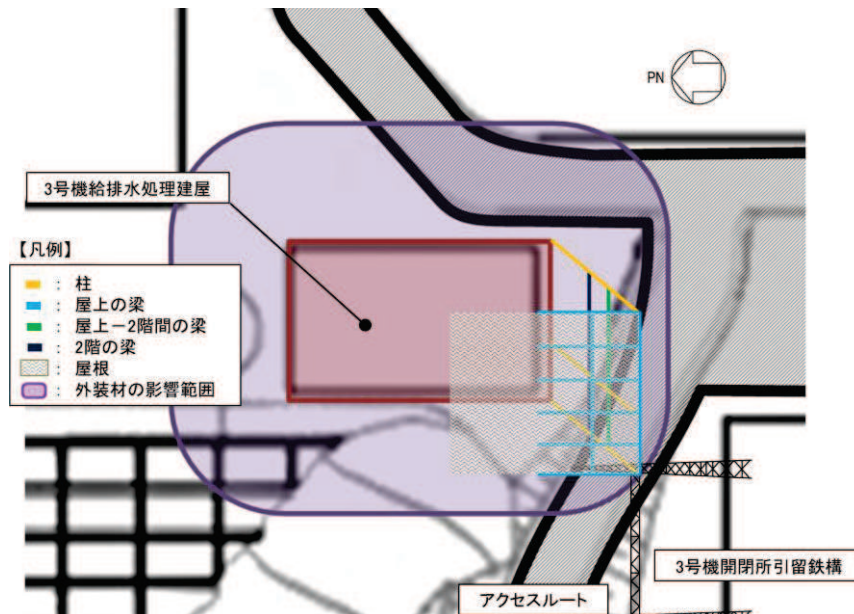 PN
3号機給排水処理建屋
【凡例】
：柱
：屋上の梁
：屋上－2階間の梁
：2階の梁
：屋根
：外装材の影響範囲
3号機開閉所引留鉄構
アクセスルート